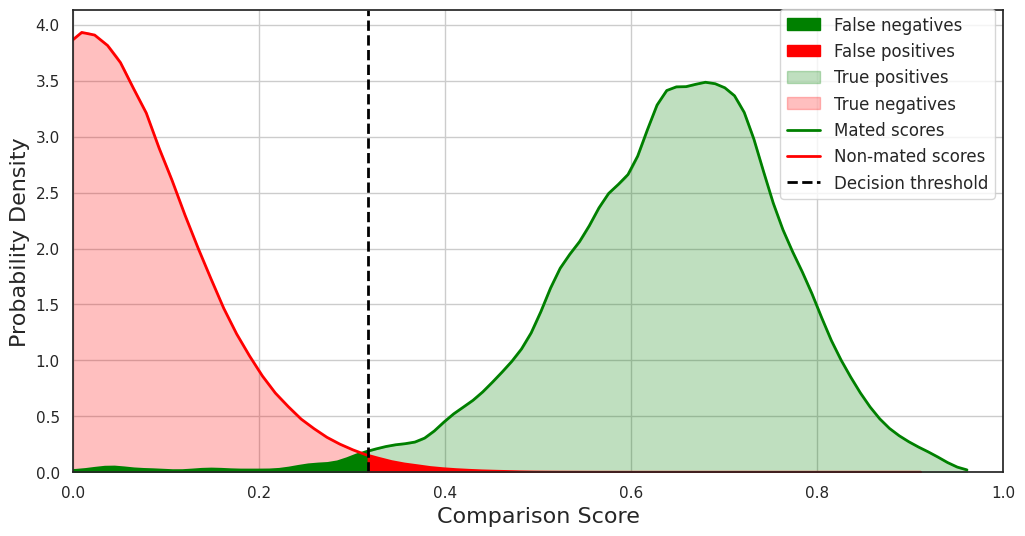 False negatives
False positives
True positives
True negatives
Mated scores
Non-mated scores
Decision threshold
Probability Density
4.0
3.5
3.0
2.5
2.0
1.5
1.0
0.5
0.0
0.0 0.2 0.4 0.6 0.8 1.0
Comparison Score